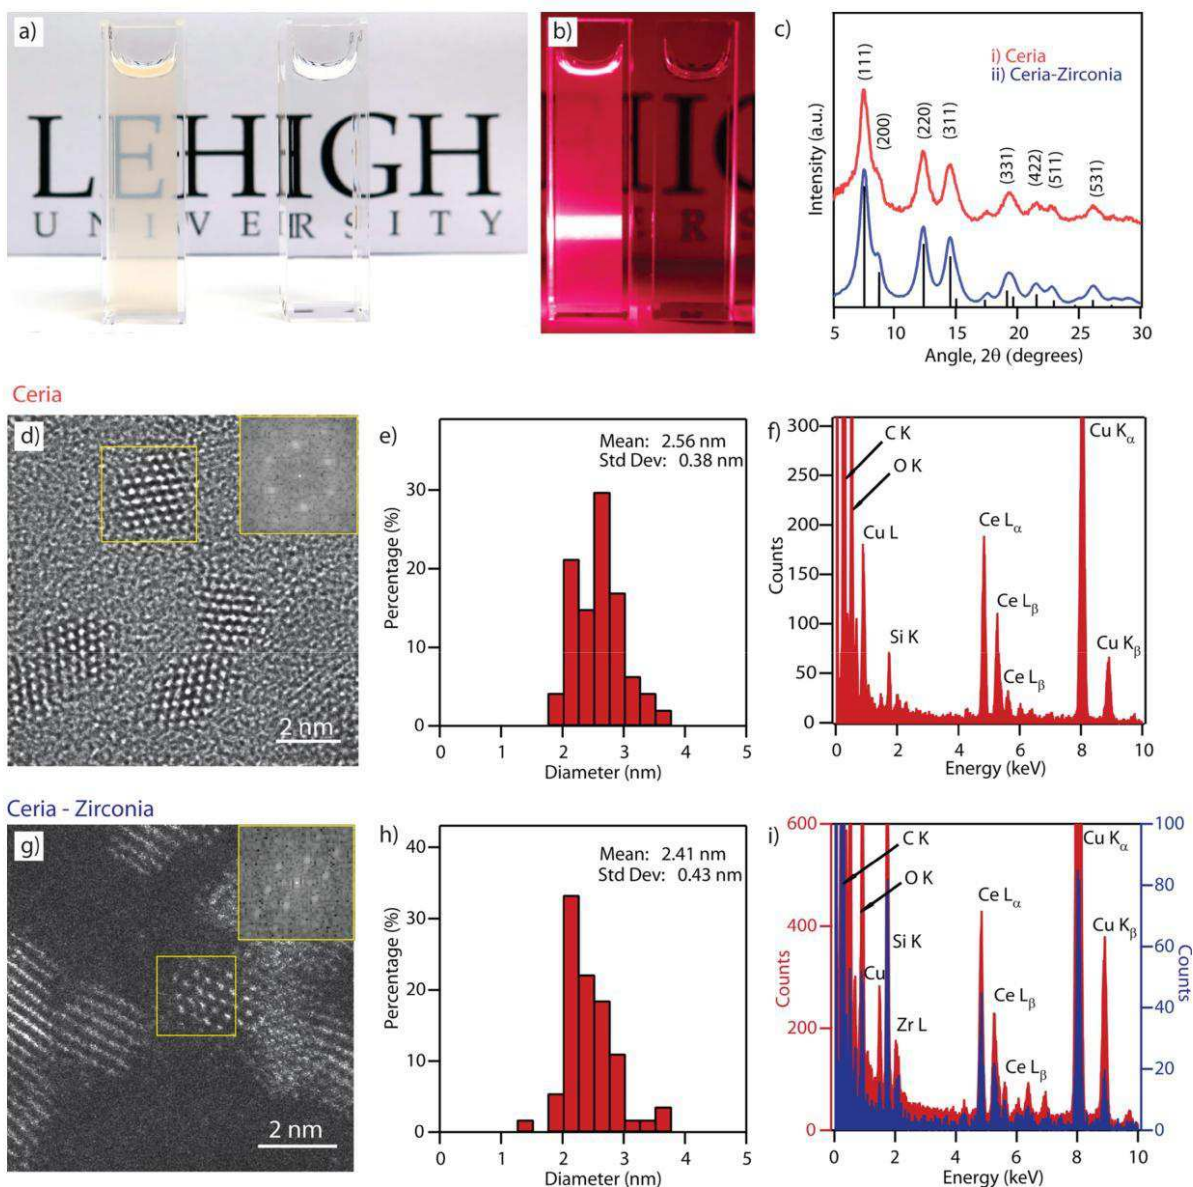 a)
LEHIGH
UNIVERSITY
b)
c)
i) Ceria
ii) Ceria-Zirconia
(111)
(200)
(220)
(311)
(331)
(422)
(511)
(531)
Intensity (a.u.)
5 10 15 20 25 30
Angle, 2θ (degrees)
Ceria
d)
2 nm
e)
Mean: 2.56 nm
Std Dev: 0.38 nm
Percentage (%)
30
20
10
0
0 1 2 3 4 5
Diameter (nm)
f)
Counts
300
250
200
150
100
50
0
C K
O K
Cu L
Si K
Ce Lα
Ce Lβ
Ce Lβ
Cu Kα
Cu Kβ
0 2 4 6 8 10
Energy (keV)
Ceria - Zirconia
g)
2 nm
h)
Mean: 2.41 nm
Std Dev: 0.43 nm
Percentage (%)
40
30
20
10
0
0 1 2 3 4 5
Diameter (nm)
i)
Counts
600
400
200
0
C K
O K
Si K
Cu
Zr L
Ce Lα
Ce Lβ
Ce Lβ
Cu Kα
Cu Kβ
100
80
60
40
20
0
Counts
0 2 4 6 8 10
Energy (keV)